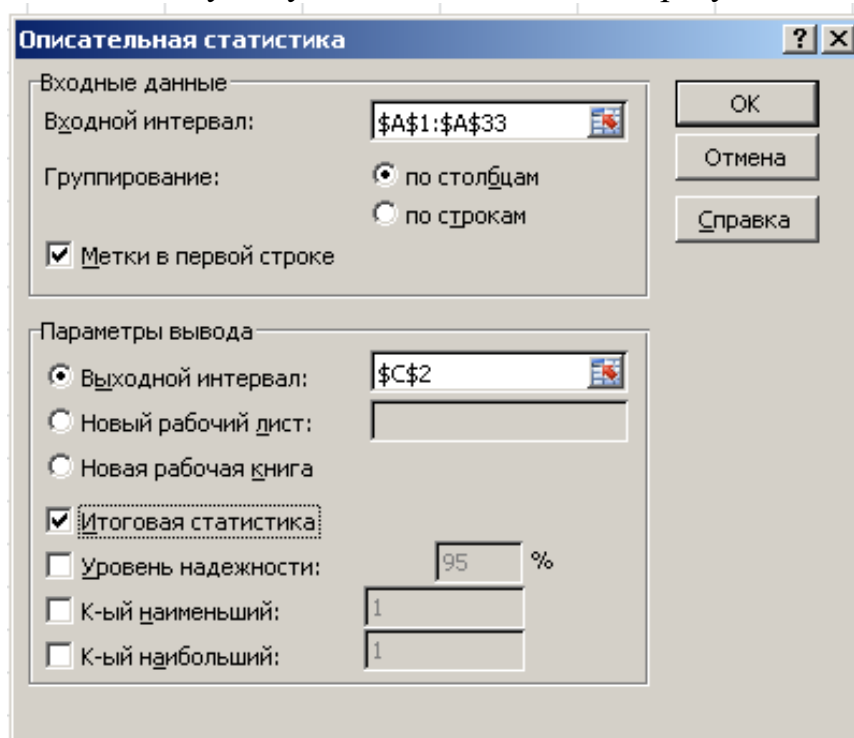 Описательная статистика
Входные данные
Входной интервал: $A$1:$A$33
Группирование: по столбцам
по строкам
Метки в первой строке
OK
Отмена
Справка
Параметры вывода
Выходной интервал: $C$2
Новый рабочий лист:
Новая рабочая книга
Итоговая статистика
Уровень надежности: 95 %
К-ый наименьший: 1
К-ый наибольший: 1